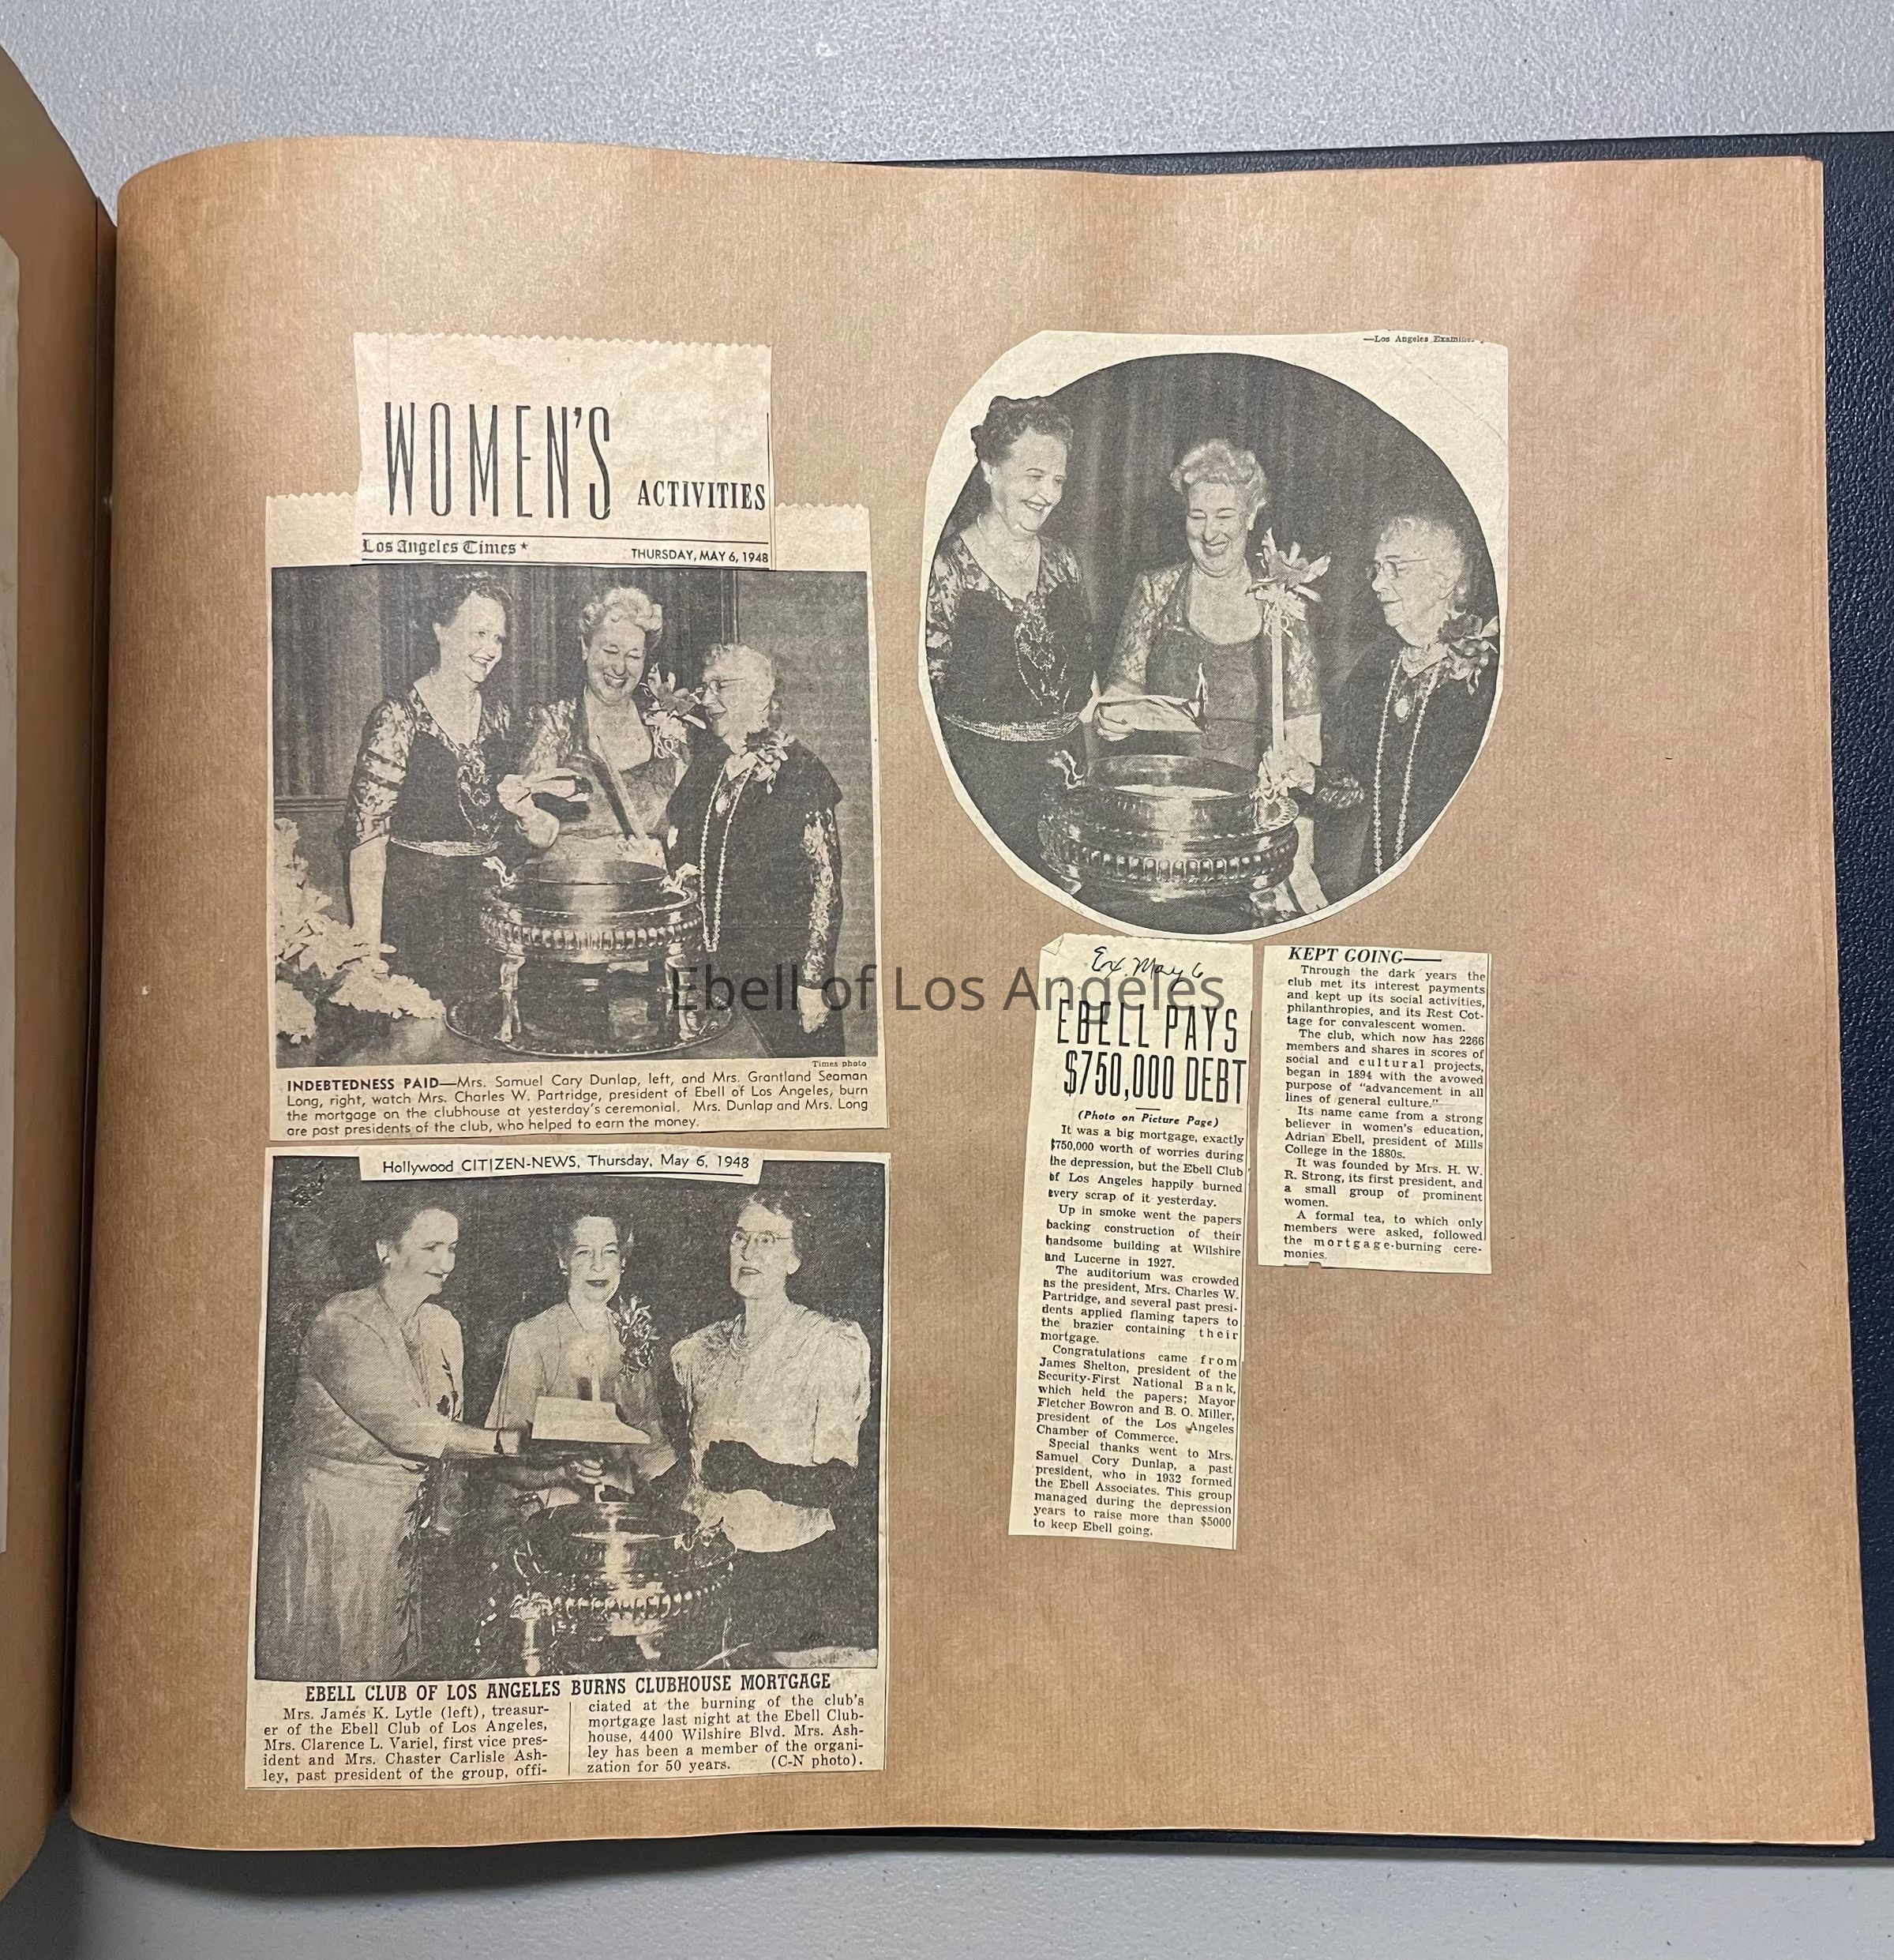 WOMEN'S ACTIVITIES
Los Angeles Times ★ THURSDAY, MAY 6, 1948
Times photo
INDEBTEDNESS PAID—Mrs. Samuel Cary Dunlap, left, and Mrs. Grantland Seaman
Long, right, watch Mrs. Charles W. Partridge, president of Ebell of Los Angeles, burn
the mortgage on the clubhouse at yesterday's ceremonial. Mrs. Dunlap and Mrs. Long
are past presidents of the club, who helped to earn the money.
Hollywood CITIZEN-NEWS, Thursday, May 6, 1948
EBELL CLUB OF LOS ANGELES BURNS CLUBHOUSE MORTGAGE
Mrs. James K. Lytle (left), treasur-
er of the Ebell Club of Los Angeles,
Mrs. Clarence L. Variel, first vice pres-
ident and Mrs. Chaster Carlisle Ash-
ley, past president of the group, offi-
ciated at the burning of the club's
mortgage last night at the Ebell Club-
house, 4400 Wilshire Blvd. Mrs. Ash-
ley has been a member of the organi-
zation for 50 years. (C-N photo).
—Los Angeles Examiner
Ex. May 6
Ebell of Los Angeles
EBELL PAYS
$750,000 DEBT
(Photo on Picture Page)
It was a big mortgage, exactly
$750,000 worth of worries during
the depression, but the Ebell Club
of Los Angeles happily burned
every scrap of it yesterday.
Up in smoke went the papers
backing construction of their
handsome building at Wilshire
and Lucerne in 1927.
The auditorium was crowded
as the president, Mrs. Charles W.
Partridge, and several past presi-
dents applied flaming tapers to
the brazier containing their
mortgage.
Congratulations came from
James Shelton, president of the
Security-First National Bank,
which held the papers; Mayor
Fletcher Bowron and B. O. Miller,
president of the Los Angeles
Chamber of Commerce.
Special thanks went to Mrs.
Samuel Cory Dunlap, a past
president, who in 1932 formed
the Ebell Associates. This group
managed during the depression
years to raise more than $5000
to keep Ebell going.
KEPT GOING—
Through the dark years the
club met its interest payments
and kept up its social activities,
philanthropies, and its Rest Cot-
tage for convalescent women.
The club, which now has 2266
members and shares in scores of
social and cultural projects,
began in 1894 with the avowed
purpose of "advancement in all
lines of general culture."
Its name came from a strong
believer in women's education,
Adrian Ebell, president of Mills
College in the 1880s.
It was founded by Mrs. H. W.
R. Strong, its first president, and
a small group of prominent
women.
A formal tea, to which only
members were asked, followed
the mortgage-burning cere-
monies.